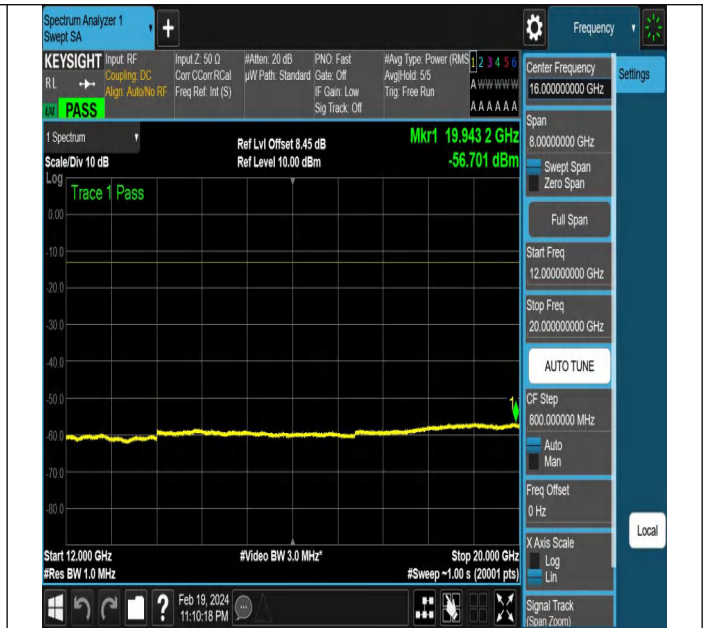 Spectrum Analyzer 1
Swept SA
Frequency
KEYSIGHT
RL
PASS
Input: RF
Coupling: DC
Align: Auto/No RF
Input Z: 50 Ω
Corr CCorr RCal
Freq Ref: Int (S)
#Atten: 20 dB
µW Path: Standard
PNO: Fast
Gate: Off
IF Gain: Low
Sig Track: Off
#Avg Type: Power (RMS
Avg|Hold: 5/5
Trig: Free Run
1 2 3 4 5 6
A W W W W W
A A A A A A
1 Spectrum
Scale/Div 10 dB
Log
Ref Lvl Offset 8.45 dB
Ref Level 10.00 dBm
Mkr1 19.943 2 GHz
-56.701 dBm
Trace 1 Pass
0.00
-10.0
-20.0
-30.0
-40.0
-50.0
-60.0
-70.0
-80.0
1
Start 12.000 GHz
#Res BW 1.0 MHz
#Video BW 3.0 MHz*
Stop 20.000 GHz
#Sweep ~1.00 s (20001 pts)
Feb 19, 2024
11:10:18 PM
?
Center Frequency
16.000000000 GHz
Settings
Span
8.00000000 GHz
Swept Span
Zero Span
Full Span
Start Freq
12.000000000 GHz
Stop Freq
20.000000000 GHz
AUTO TUNE
CF Step
800.000000 MHz
Auto
Man
Freq Offset
0 Hz
X Axis Scale
Log
Lin
Local
Signal Track
(Span Zoom)